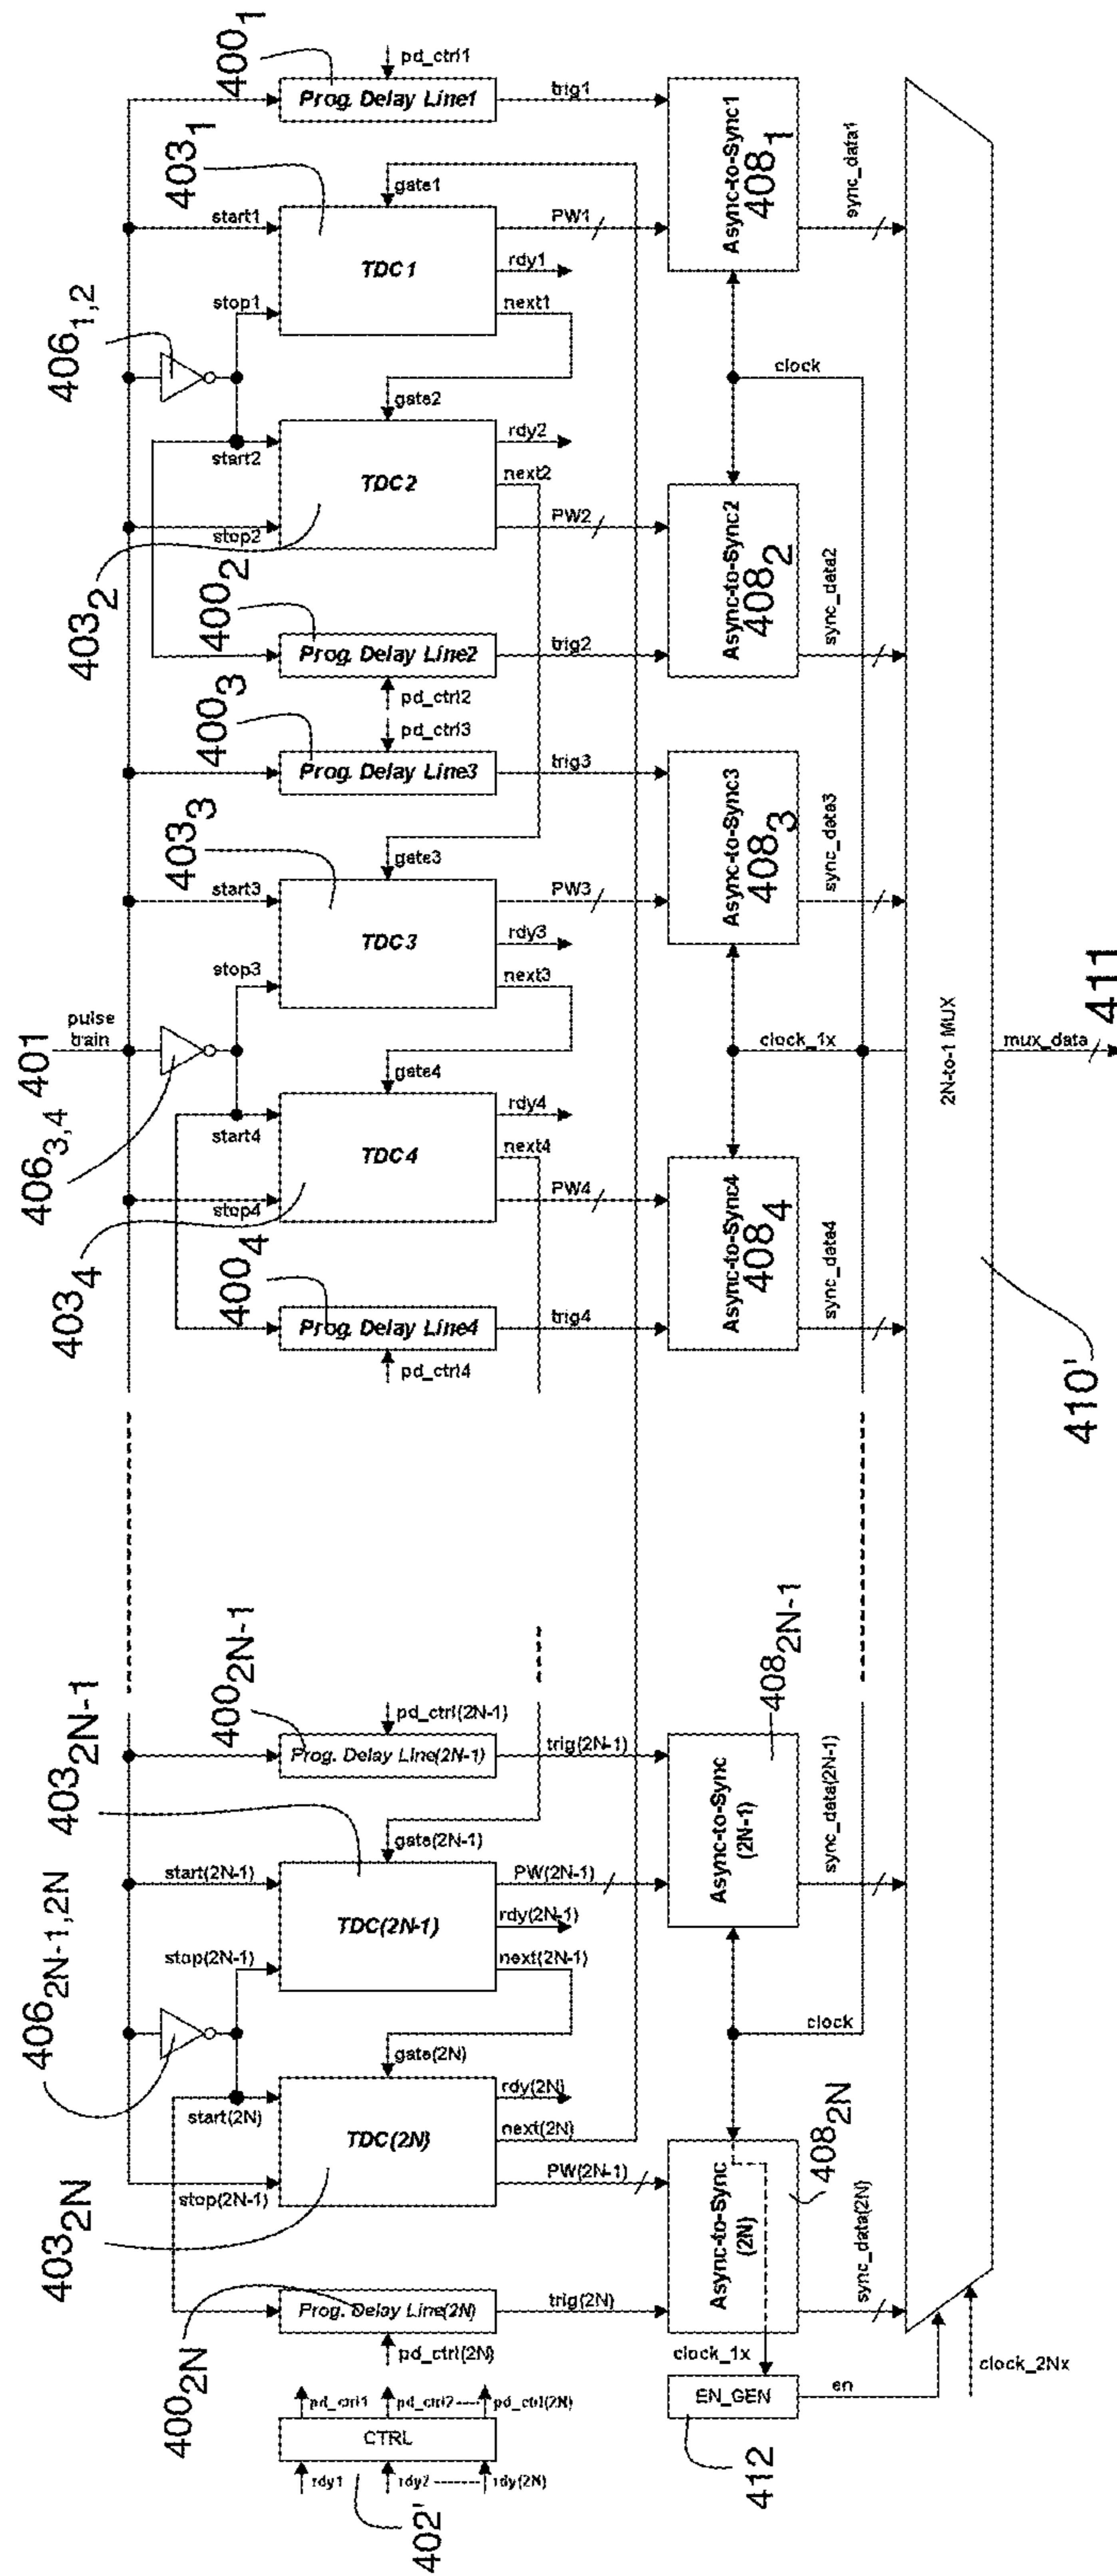 401
pulse
train
406₁,₂
406₃,₄
406₂N-1,2N
400₁
Prog. Delay Line1
pd_ctrl1
trig1
403₁
start1
stop1
TDC1
gate1
PW1
rdy1
next1
403₂
start2
stop2
TDC2
gate2
rdy2
next2
PW2
400₂
Prog. Delay Line2
pd_ctrl2
trig2
400₃
Prog. Delay Line3
pd_ctrl3
trig3
403₃
start3
stop3
TDC3
gate3
PW3
rdy3
next3
403₄
start4
stop4
TDC4
gate4
rdy4
next4
PW4
400₄
Prog. Delay Line4
pd_ctrl4
trig4
400₂N-1
Prog. Delay Line(2N-1)
pd_ctrl(2N-1)
trig(2N-1)
403₂N-1
start(2N-1)
stop(2N-1)
TDC(2N-1)
gate(2N-1)
PW(2N-1)
rdy(2N-1)
next(2N-1)
403₂N
start(2N)
stop(2N-1)
TDC(2N)
gate(2N)
rdy(2N)
next(2N)
PW(2N-1)
400₂N
Prog. Delay Line(2N)
pd_ctrl(2N)
trig(2N)
pd_ctrl1
pd_ctrl2
pd_ctrl(2N)
CTRL
rdy1
rdy2
rdy(2N)
402'
Async-to-Sync1
408₁
sync_data1
clock
Async-to-Sync2
408₂
sync_data2
Async-to-Sync3
408₃
sync_data3
clock_1x
Async-to-Sync4
408₄
sync_data4
Async-to-Sync
(2N-1)
408₂N-1
sync_data(2N-1)
clock
Async-to-Sync
(2N)
408₂N
sync_data(2N)
clock_1x
EN_GEN
412
en
clock_2Nx
2N-to-1 MUX
410'
mux_data
411